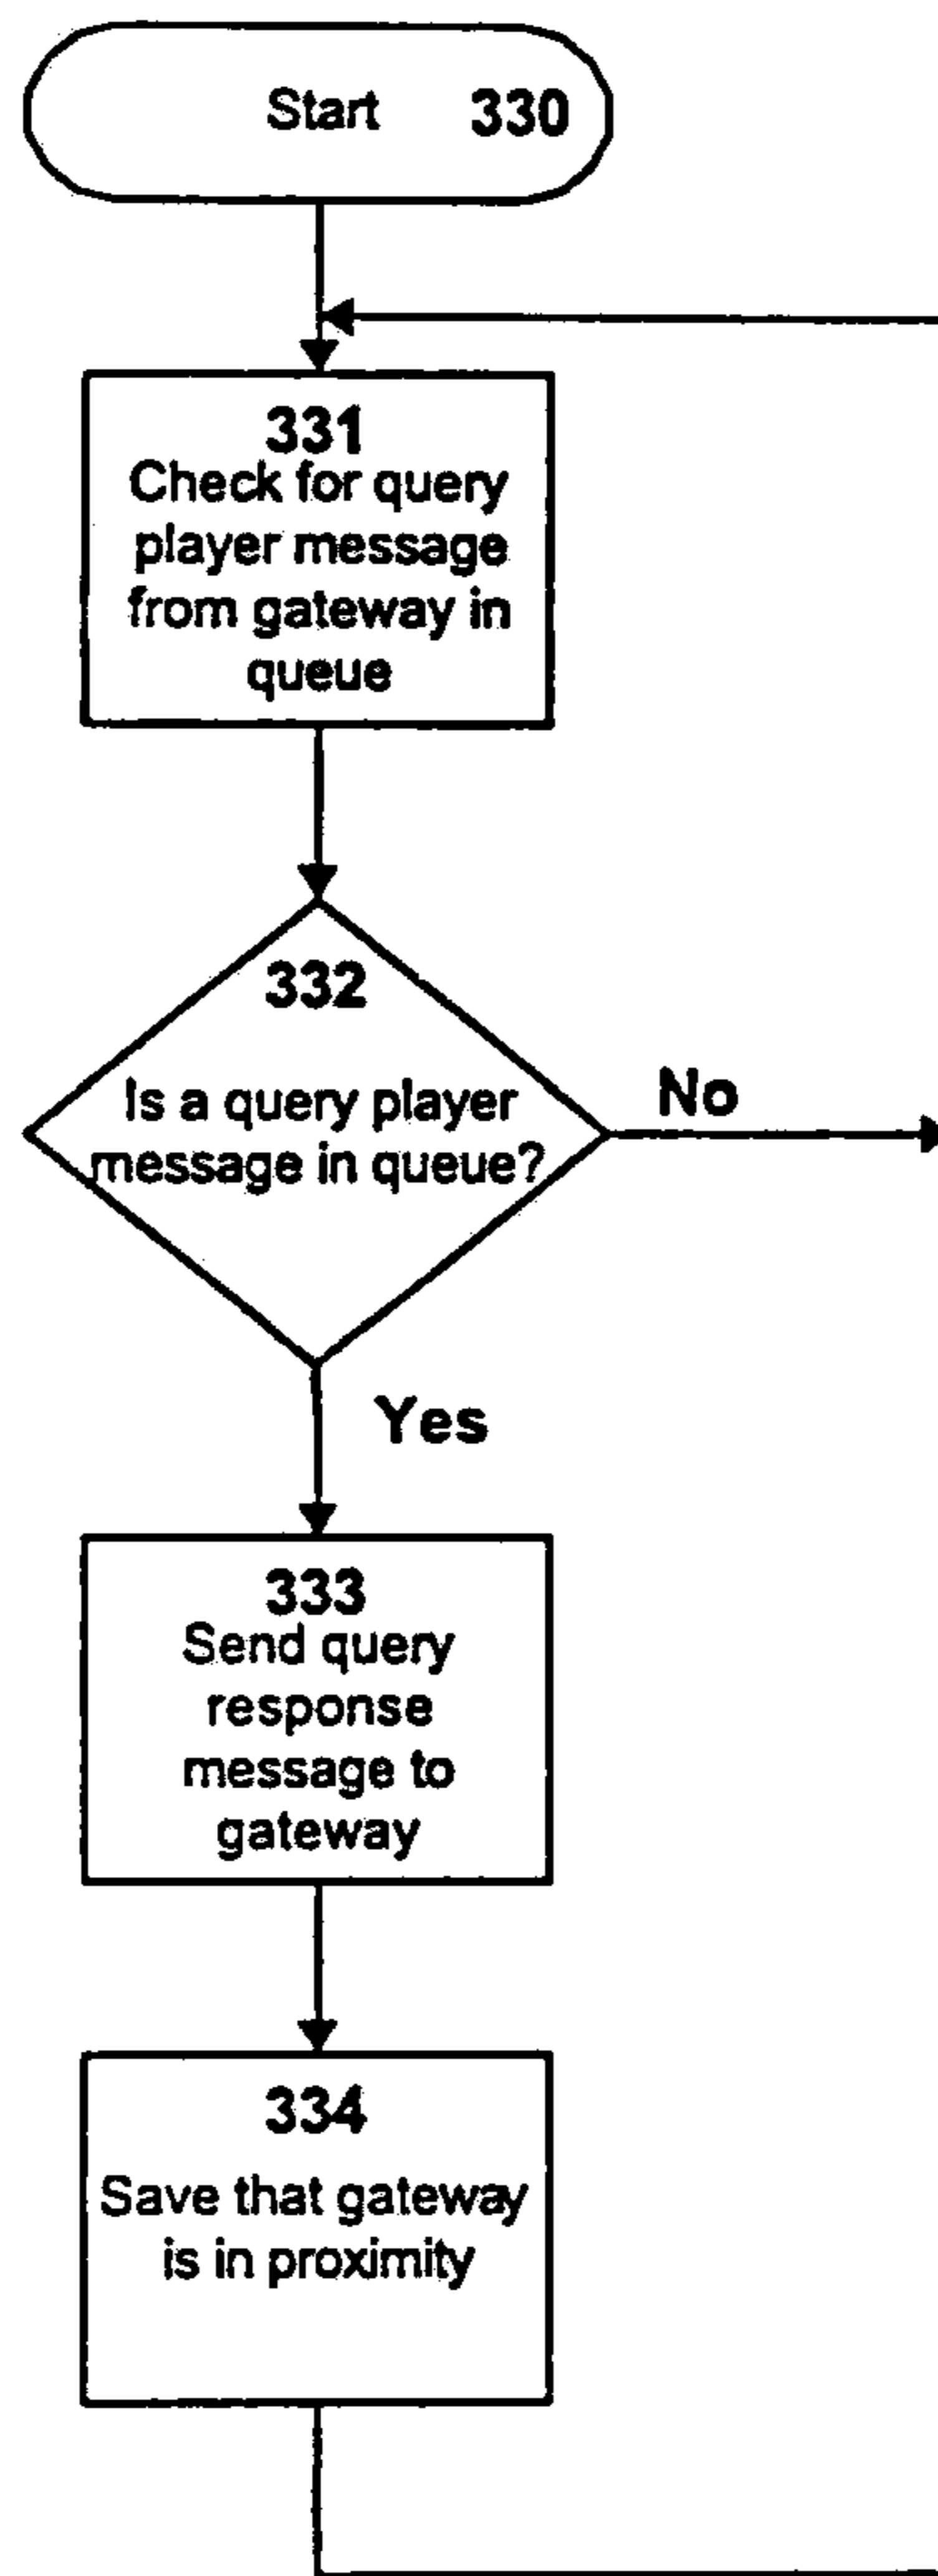 Start 330
331
Check for query
player message
from gateway in
queue
332
Is a query player
message in queue?
No
Yes
333
Send query
response
message to
gateway
334
Save that gateway
is in proximity